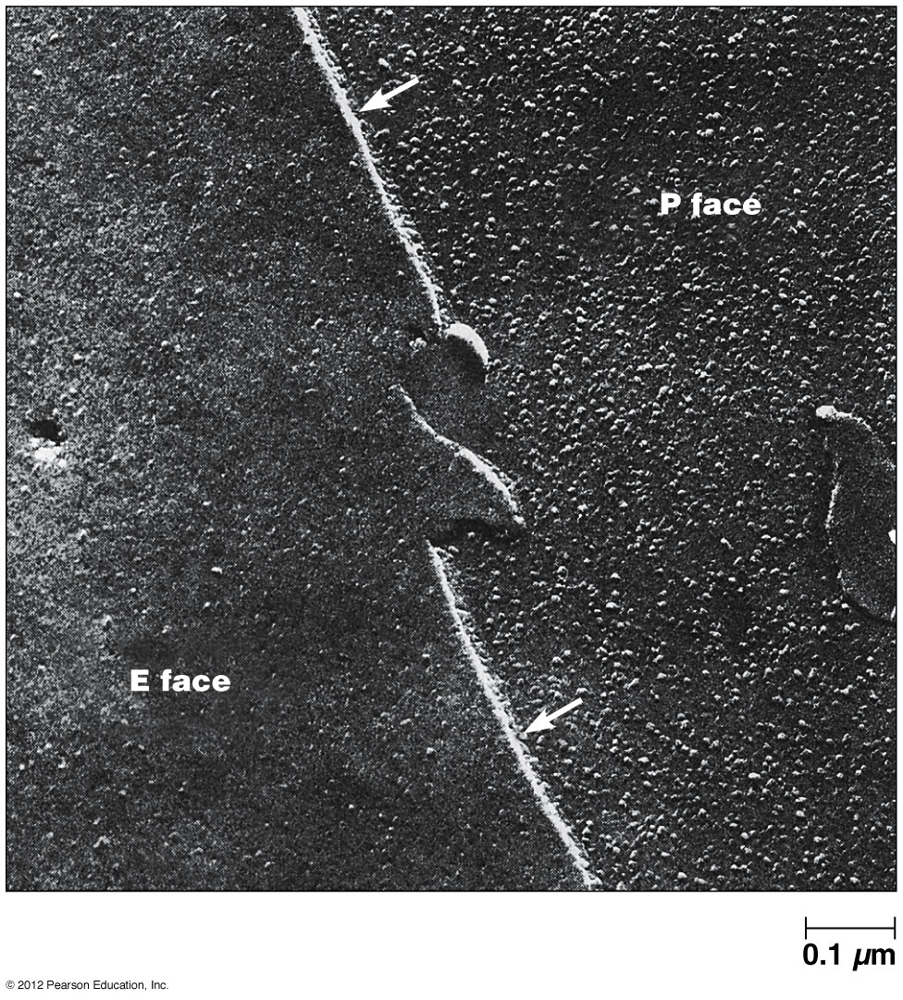 P face
E face
0.1 µm
© 2012 Pearson Education, Inc.